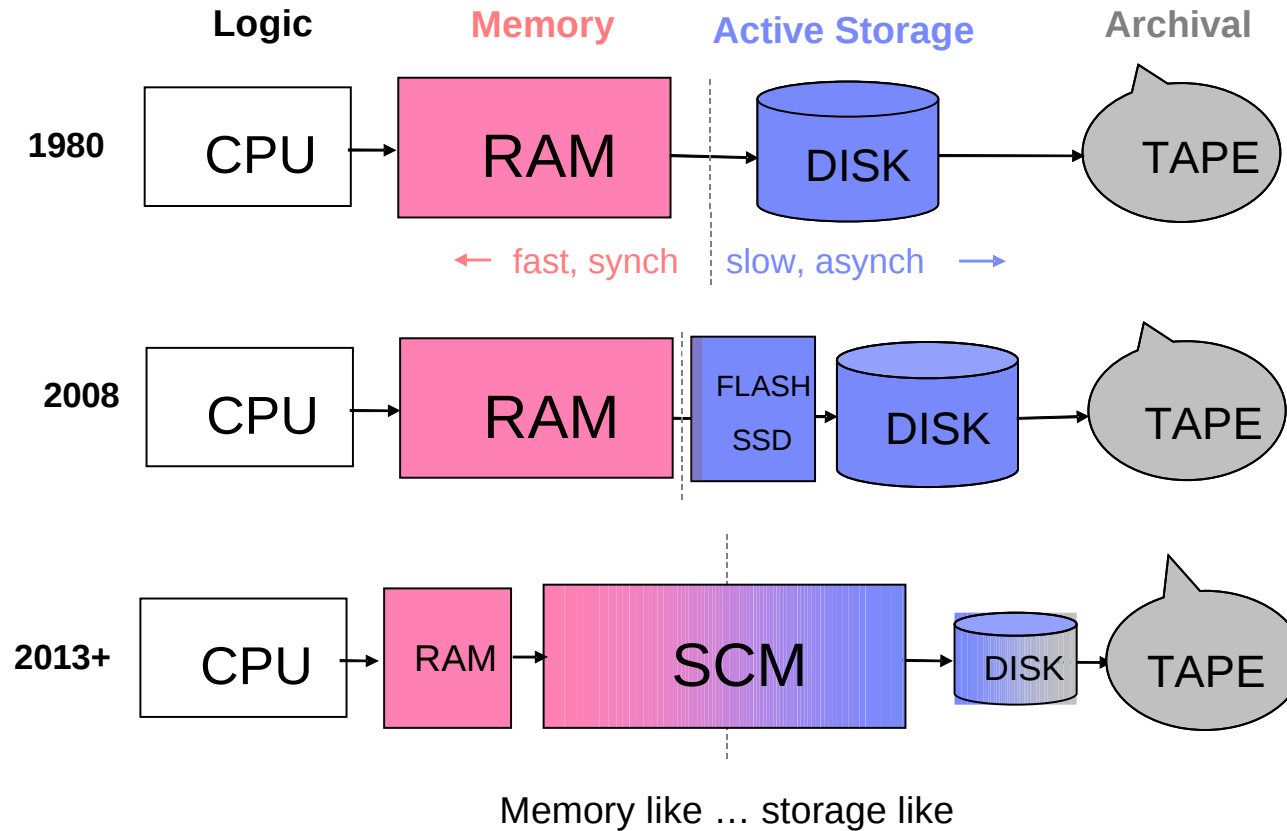 Logic Memory Active Storage Archival
1980 CPU RAM DISK TAPE
← fast, synch slow, asynch →
2008 CPU RAM FLASH SSD DISK TAPE
2013+ CPU RAM SCM DISK TAPE
Memory like … storage like